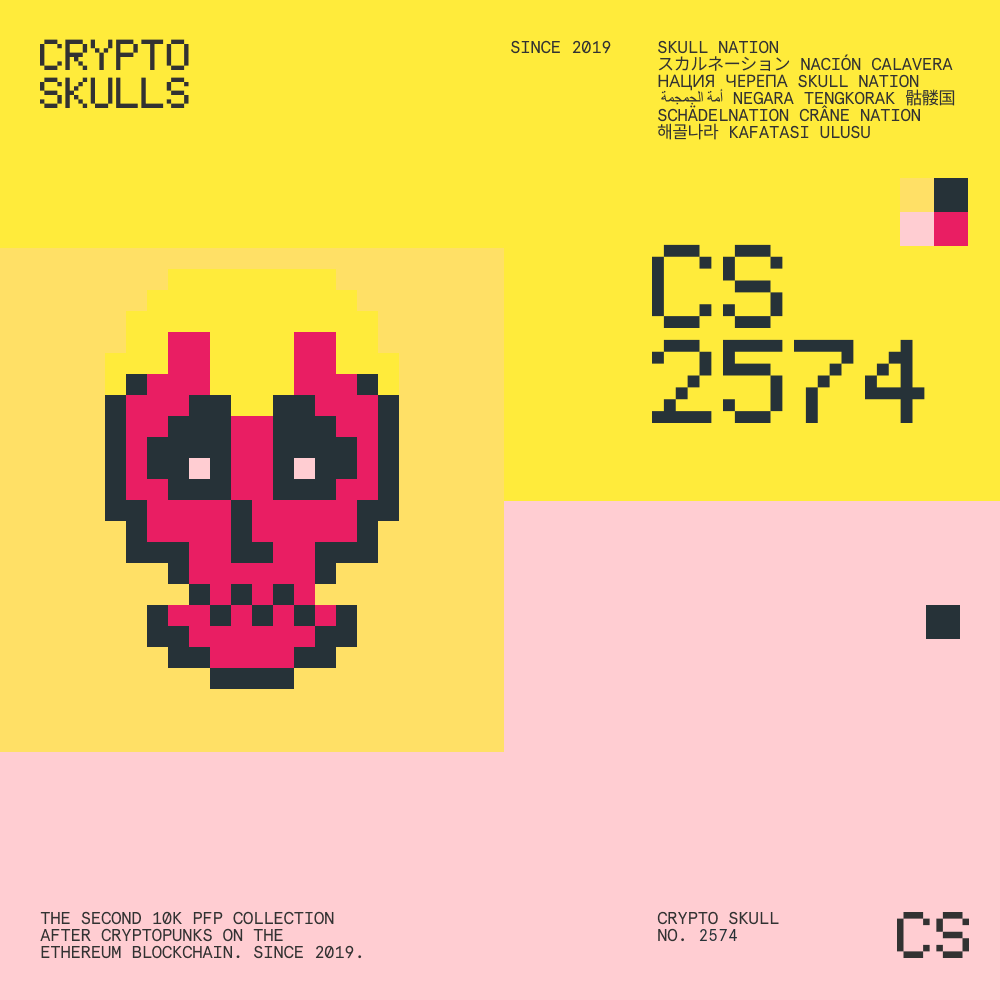 CRYPTO
SKULLS
SINCE 2019
SKULL NATION
スカルネーション NACIÓN CALAVERA
НАЦИЯ ЧЕРЕПА SKULL NATION
أمة الجمجمة NEGARA TENGKORAK 骷髅国
SCHÄDELNATION CRÂNE NATION
해골나라 KAFATASI ULUSU
CS
2574
THE SECOND 10K PFP COLLECTION
AFTER CRYPTOPUNKS ON THE
ETHEREUM BLOCKCHAIN. SINCE 2019.
CRYPTO SKULL
NO. 2574
CS